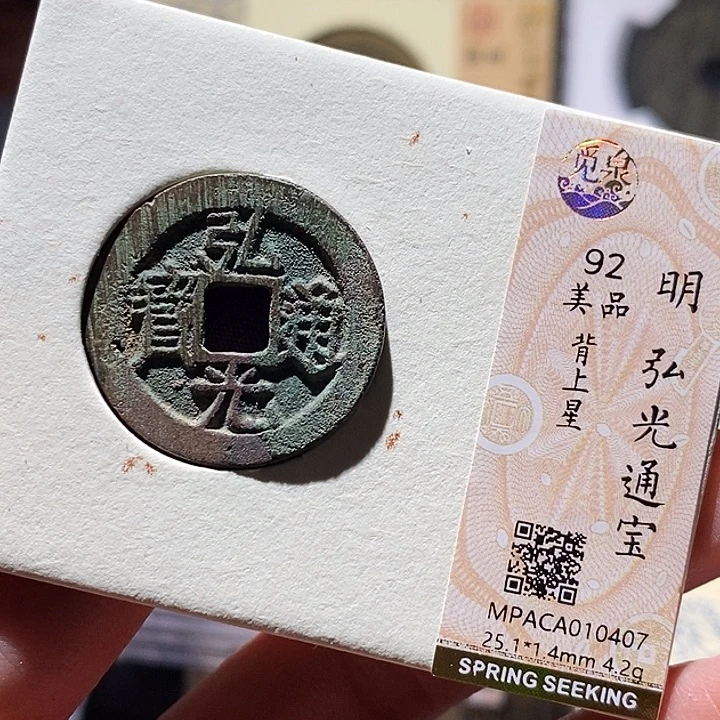 弘光通寳
觅泉
明 弘光通宝
92
美品
背上星
MPACA010407
25.1*1.4mm 4.2g
SPRING SEEKING